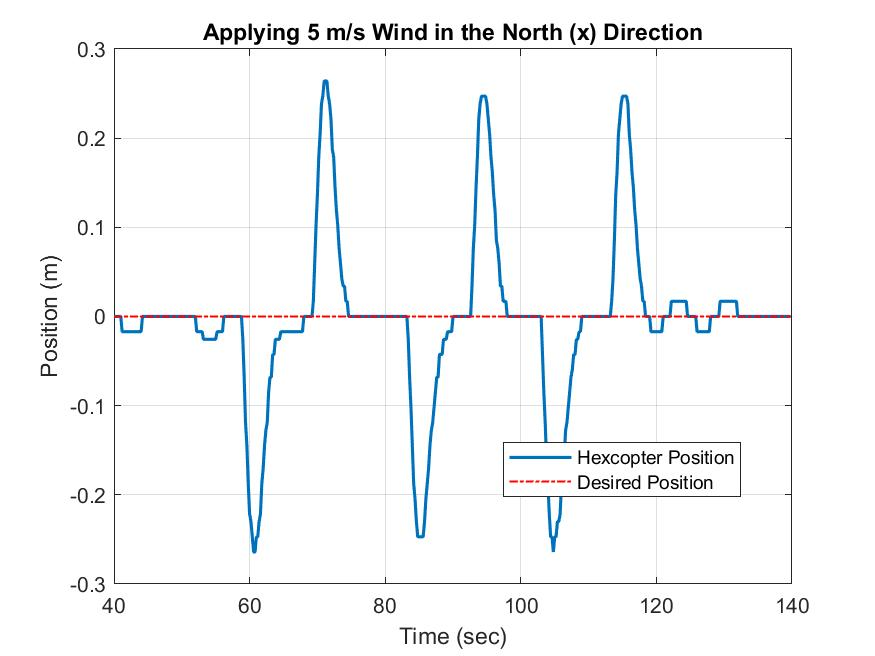 Applying 5 m/s Wind in the North (x) Direction
0.3
0.2
0.1
0
-0.1
-0.2
-0.3
Position (m)
Hexcopter Position
Desired Position
40 60 80 100 120 140
Time (sec)